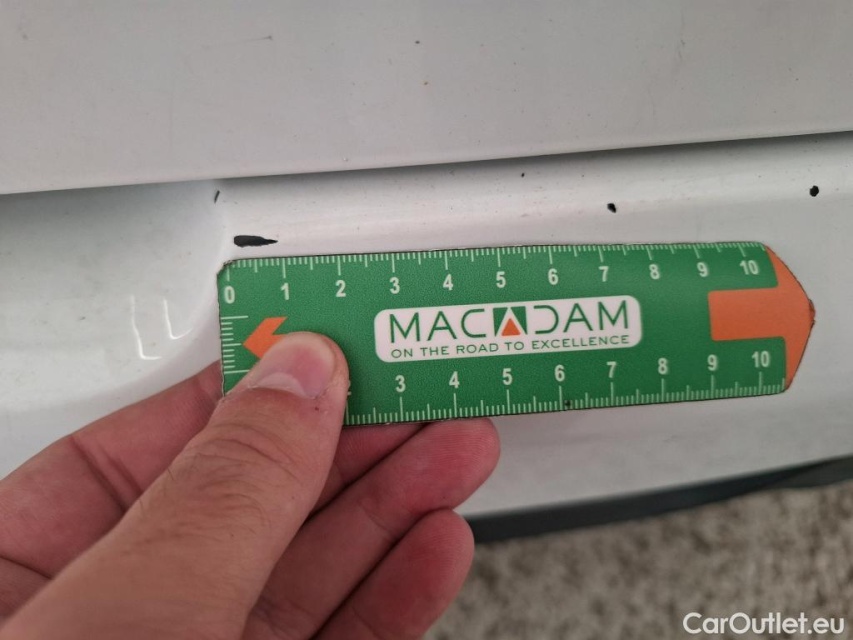 0 1 2 3 4 5 6 7 8 9 10
MACADAM
ON THE ROAD TO EXCELLENCE
3 4 5 6 7 8 9 10
CarOutlet.eu